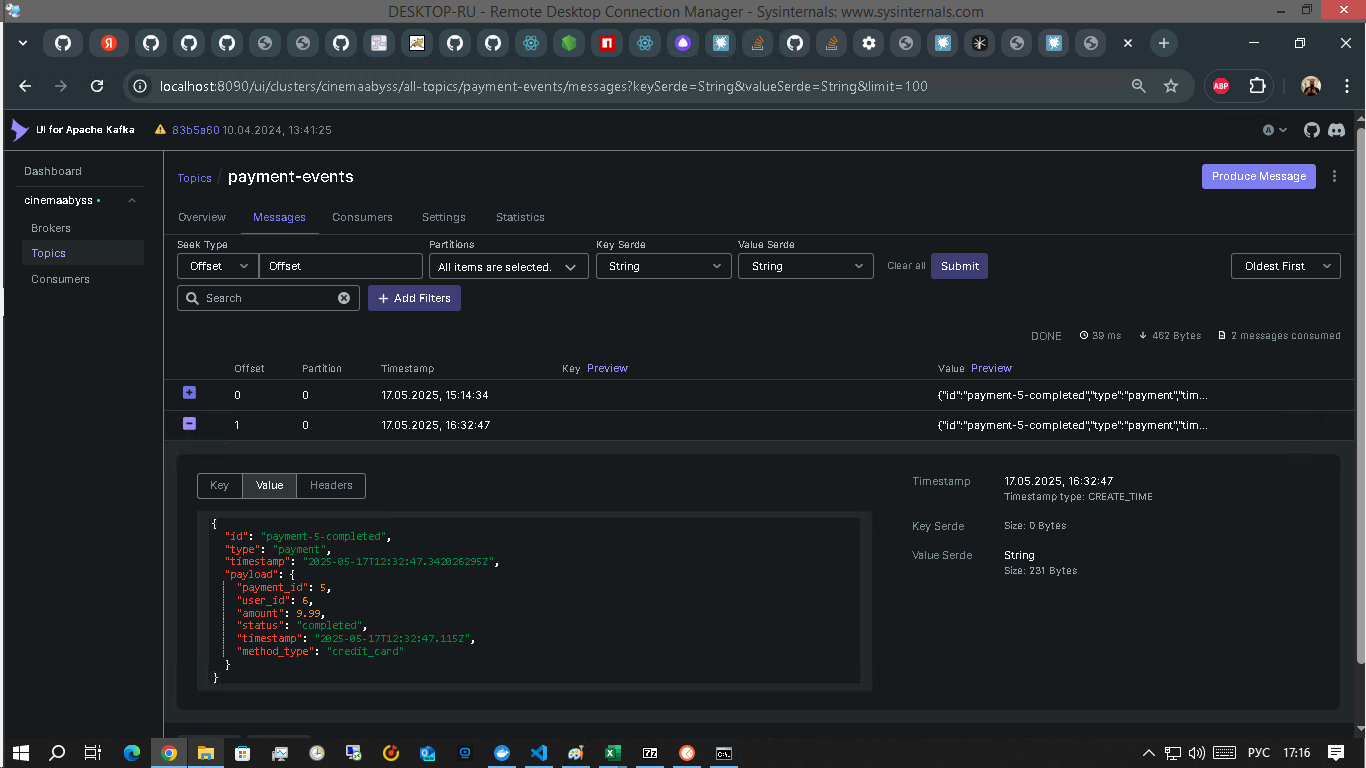 DESKTOP-RU - Remote Desktop Connection Manager - Sysinternals: www.sysinternals.com
localhost:8090/ui/clusters/cinemaabyss/all-topics/payment-events/messages?keySerde=String&valueSerde=String&limit=100
ABP
UI for Apache Kafka 83b5a60 10.04.2024, 13:41:25
Dashboard
cinemaabyss
Brokers
Topics
Consumers
Topics / payment-events
Produce Message
Overview Messages Consumers Settings Statistics
Seek Type Partitions Key Serde Value Serde
Offset Offset All items are selected. String String Clear all Submit Oldest First
Search + Add Filters
DONE 39 ms 462 Bytes 2 messages consumed
Offset Partition Timestamp Key Preview Value Preview
0 0 17.05.2025, 15:14:34 {"id":"payment-5-completed","type":"payment","tim...
1 0 17.05.2025, 16:32:47 {"id":"payment-5-completed","type":"payment","tim...
Key Value Headers
Timestamp 17.05.2025, 16:32:47
Timestamp type: CREATE_TIME
Key Serde Size: 0 Bytes
Value Serde String
Size: 231 Bytes
{
"id": "payment-5-completed",
"type": "payment",
"timestamp": "2025-05-17T12:32:47.342026295Z",
"payload": {
"payment_id": 5,
"user_id": 6,
"amount": 9.99,
"status": "completed",
"timestamp": "2025-05-17T12:32:47.115Z",
"method_type": "credit_card"
}
}
РУС 17:16